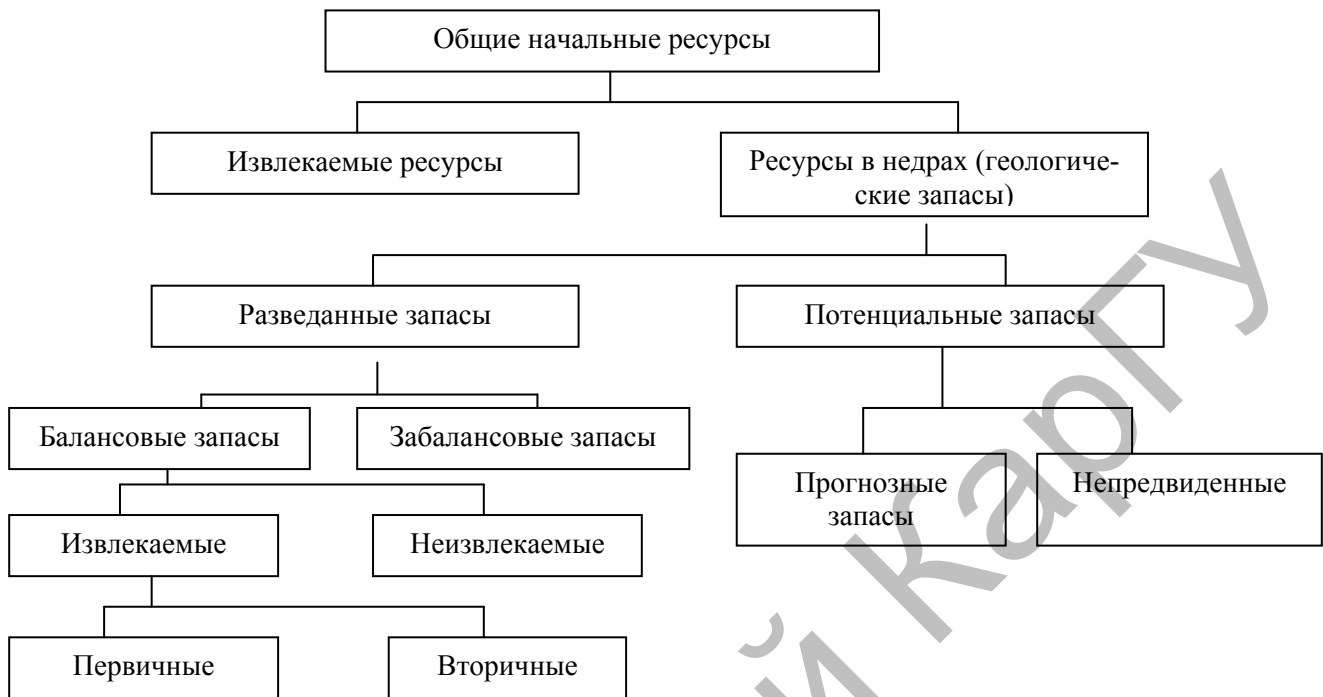 Общие начальные ресурсы
Извлекаемые ресурсы
Ресурсы в недрах (геологиче-
ские запасы)
Разведанные запасы
Потенциальные запасы
Балансовые запасы
Забалансовые запасы
Прогнозные
запасы
Непредвиденные
Извлекаемые
Неизвлекаемые
Первичные
Вторичные
й КарГУ